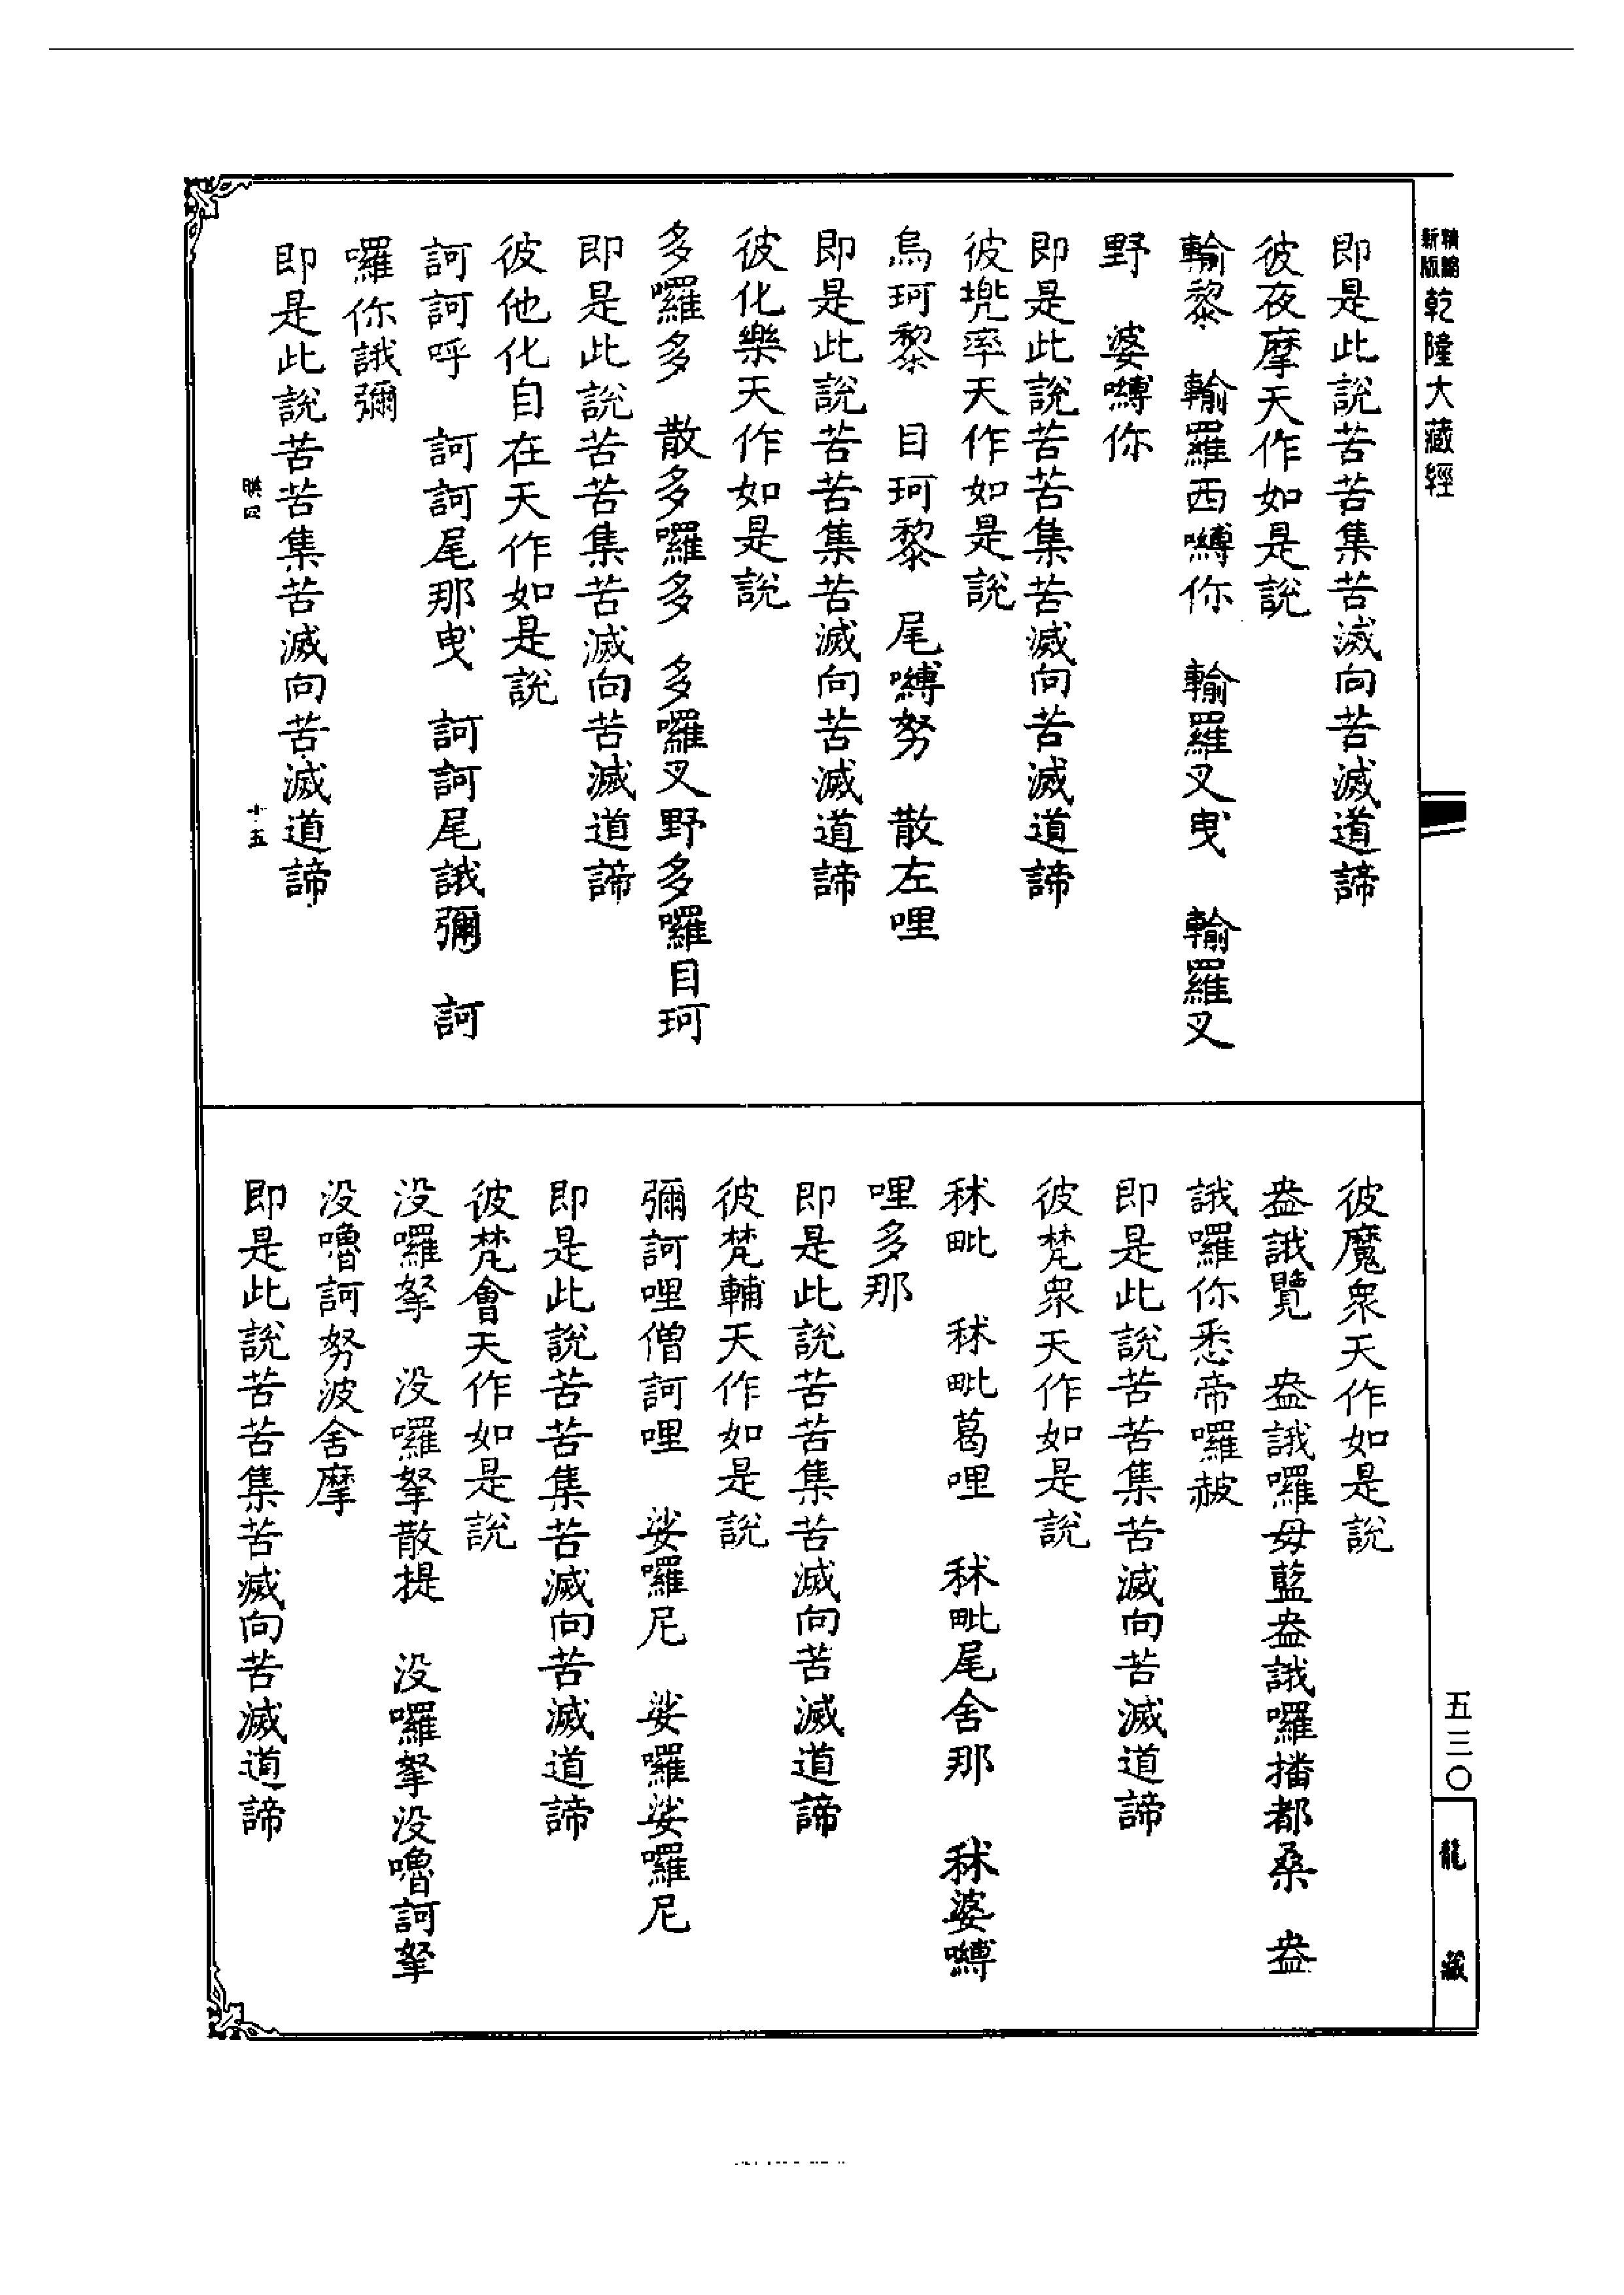 新編
新版
乾隆大藏經
即是此說苦苦集苦滅向苦滅道諦
彼夜摩天作如是說
輸黎　輸羅西嚩你　輸羅叉曳　輸羅叉
野　婆嚩你
即是此說苦苦集苦滅向苦滅道諦
彼兠率天作如是說
烏珂黎　目珂黎　尾嚩努　散左哩
即是此說苦苦集苦滅向苦滅道諦
彼化樂天作如是說
多囉多　散多囉多　多囉叉野多囉目珂
即是此說苦苦集苦滅向苦滅道諦
彼他化自在天作如是說
訶訶呼　訶訶尾那曳　訶訶尾誐彌　訶
囉你誐彌
即是此說苦苦集苦滅向苦滅道諦
十五
彼魔衆天作如是說
盎誐覽　盎誐囉毋藍盎誐囉播都桑　盎
誐囉你悉帝囉赧
即是此說苦苦集苦滅向苦滅道諦
彼梵衆天作如是說
秣毗　秣毗葛哩　秣毗尾舍那　秣婆嚩
哩多那
即是此說苦苦集苦滅向苦滅道諦
彼梵輔天作如是說
彌訶哩僧訶哩　娑囉尼　娑囉娑囉尼
即是此說苦苦集苦滅向苦滅道諦
彼梵會天作如是說
没囉拏　没囉拏散提　没囉拏没嚕訶拏
没嚕訶努波舍摩
即是此說苦苦集苦滅向苦滅道諦
五三〇
龍藏